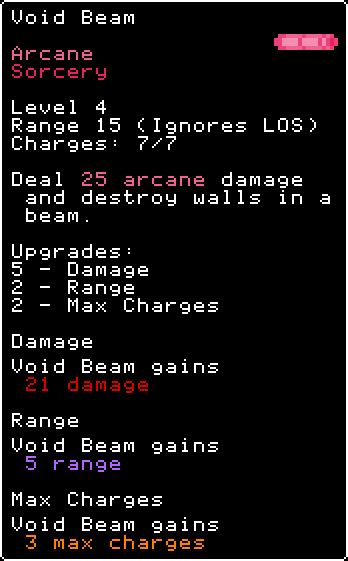 Void Beam
Arcane
Sorcery
Level 4
Range 15 (Ignores LOS)
Charges: 7/7
Deal 25 arcane damage
and destroy walls in a
beam.
Upgrades:
5 - Damage
2 - Range
2 - Max Charges
Damage
Void Beam gains
21 damage
Range
Void Beam gains
5 range
Max Charges
Void Beam gains
3 max charges